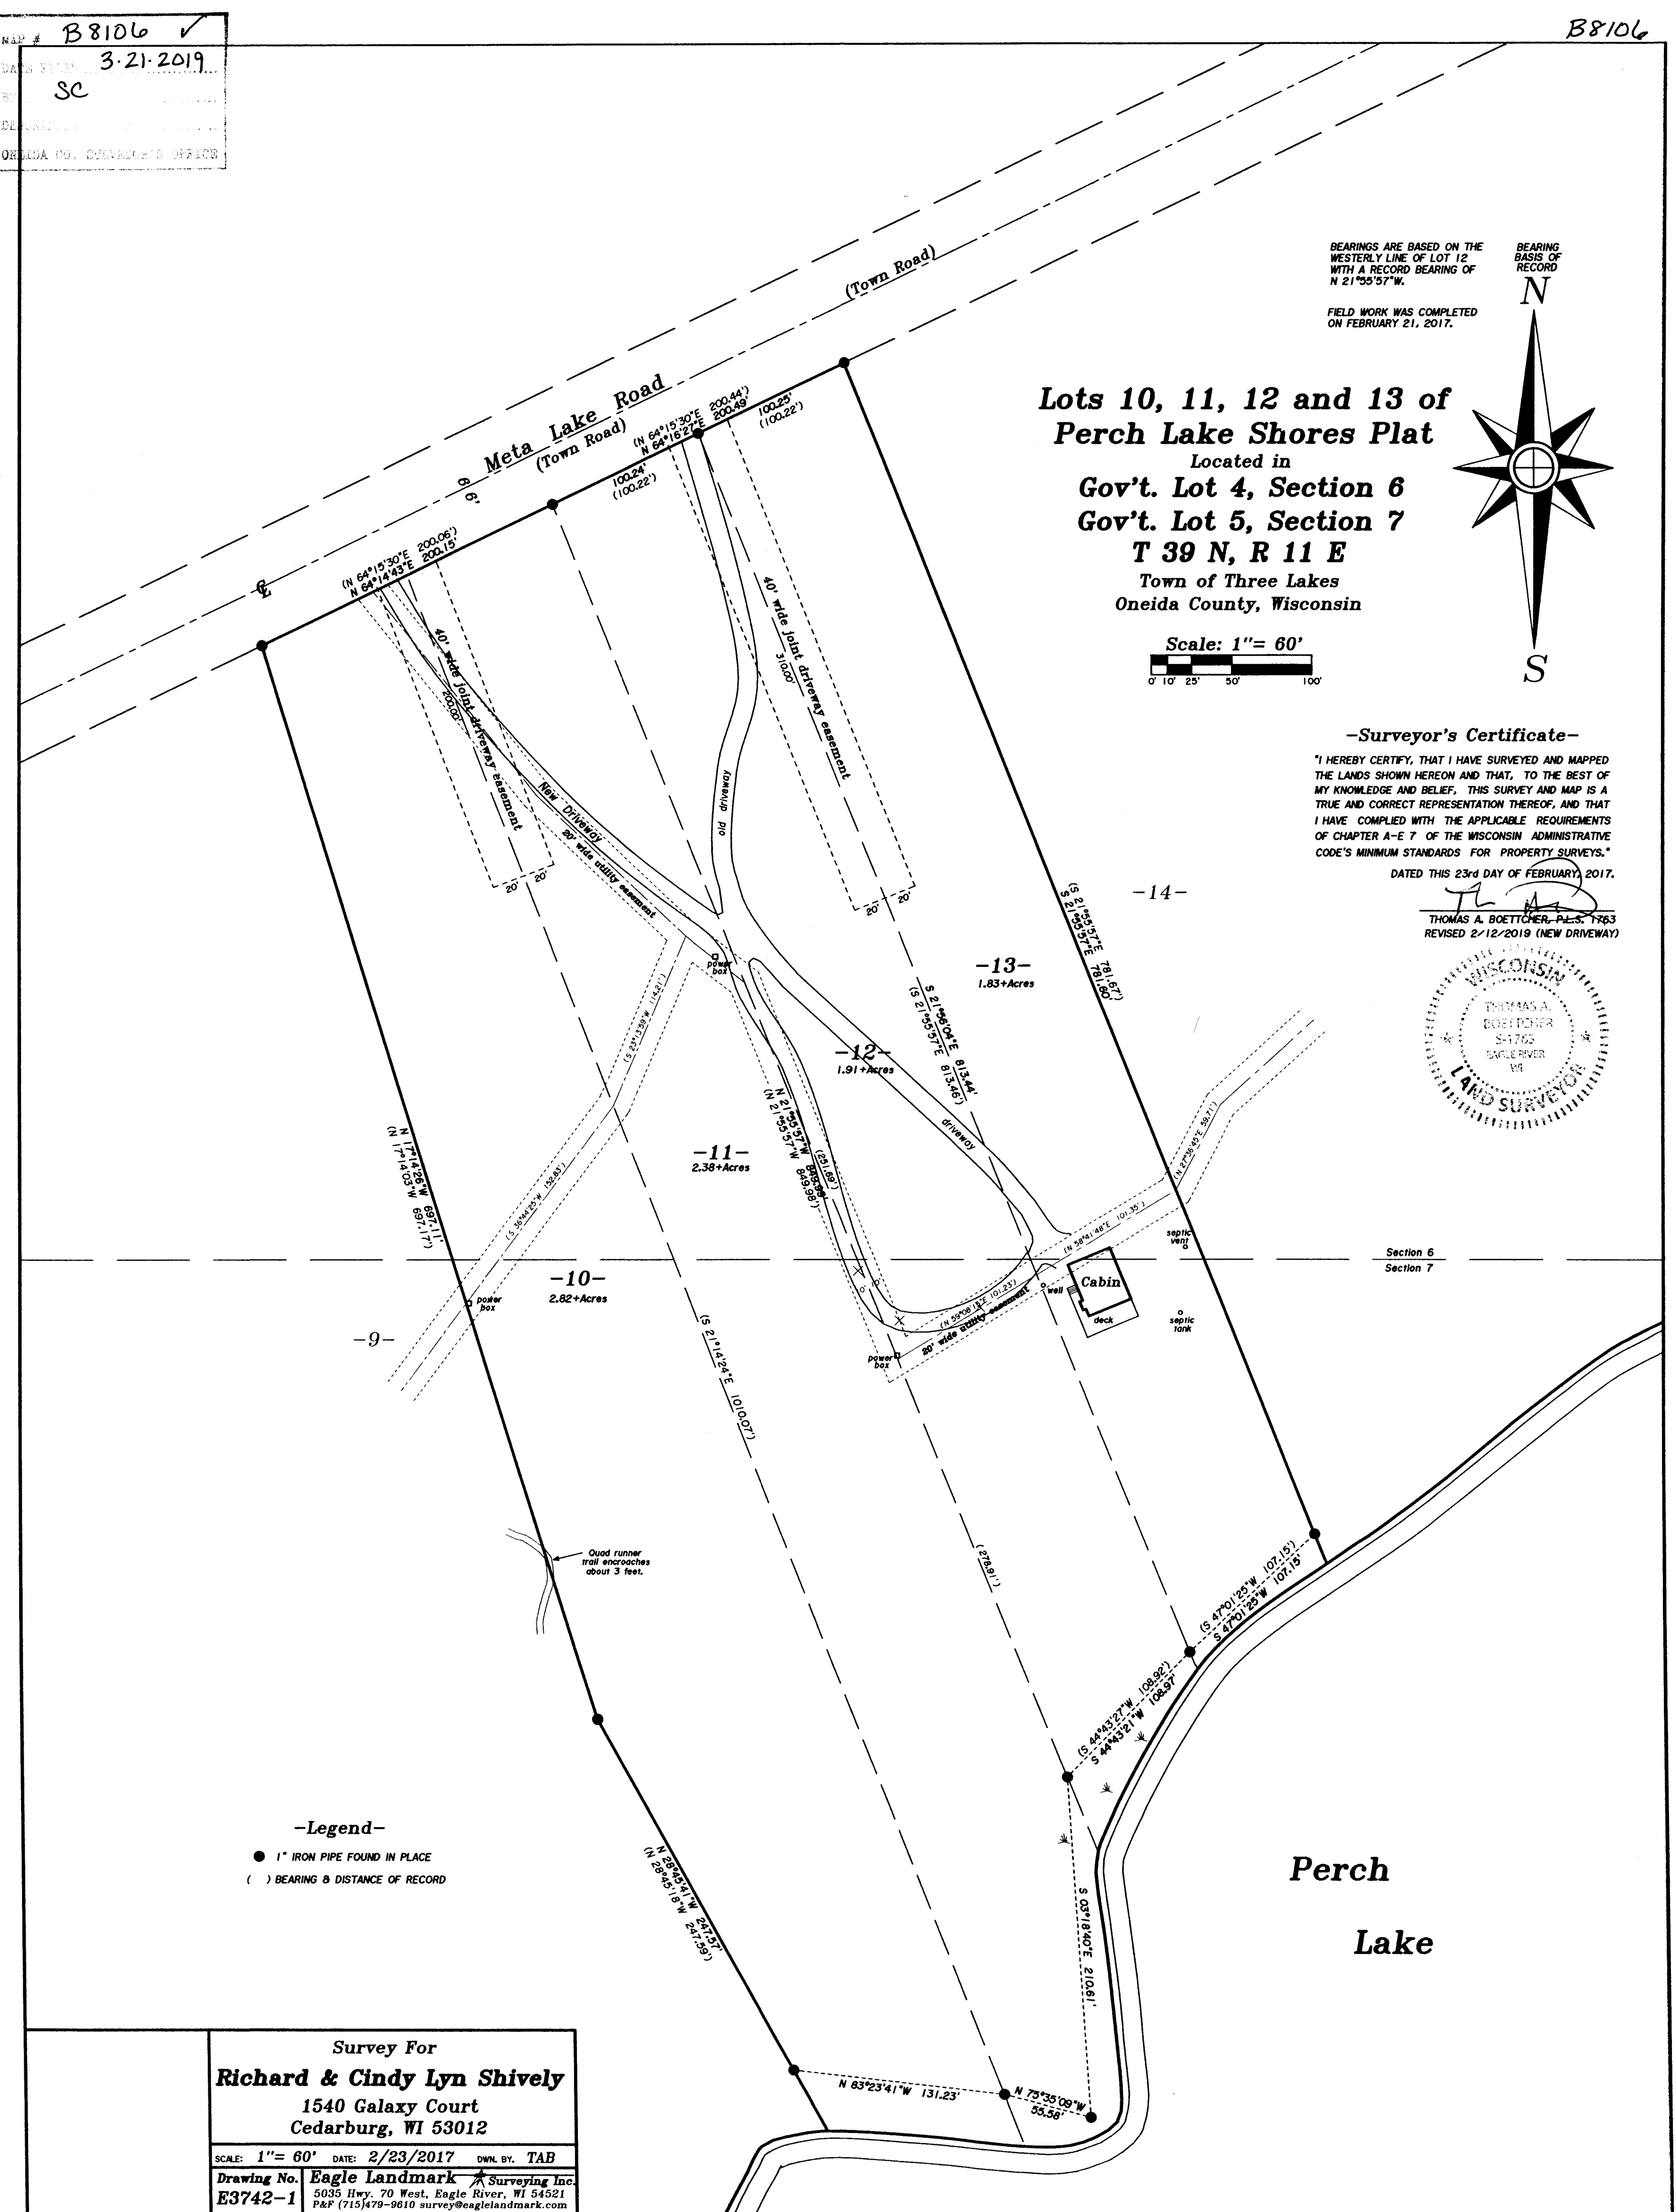 B8106
MAP # B8106 ✓
3·21·2019
SC
ONEIDA CO. SURVEYOR'S OFFICE
BEARINGS ARE BASED ON THE
WESTERLY LINE OF LOT 12
WITH A RECORD BEARING OF
N 21°55'57"W.
FIELD WORK WAS COMPLETED
ON FEBRUARY 21, 2017.
BEARING
BASIS OF
RECORD
N
S
Lots 10, 11, 12 and 13 of
Perch Lake Shores Plat
Located in
Gov't. Lot 4, Section 6
Gov't. Lot 5, Section 7
T 39 N, R 11 E
Town of Three Lakes
Oneida County, Wisconsin
Scale: 1"= 60'
0' 10' 25' 50' 100'
-Surveyor's Certificate-
"I HEREBY CERTIFY, THAT I HAVE SURVEYED AND MAPPED
THE LANDS SHOWN HEREON AND THAT, TO THE BEST OF
MY KNOWLEDGE AND BELIEF, THIS SURVEY AND MAP IS A
TRUE AND CORRECT REPRESENTATION THEREOF, AND THAT
I HAVE COMPLIED WITH THE APPLICABLE REQUIREMENTS
OF CHAPTER A-E 7 OF THE WISCONSIN ADMINISTRATIVE
CODE'S MINIMUM STANDARDS FOR PROPERTY SURVEYS."
DATED THIS 23rd DAY OF FEBRUARY, 2017.
THOMAS A. BOETTCHER, P.L.S. 1763
REVISED 2/12/2019 (NEW DRIVEWAY)
WISCONSIN
THOMAS A.
BOETTCHER
S-1763
EAGLE RIVER
WI
LAND SURVEYOR
(Town Road)
Meta Lake Road
(Town Road)
66'
℄
(N 64°15'30"E 200.44')
N 64°16'27"E 200.49'
100.25'
(100.22')
100.24'
(100.22')
(N 64°15'30"E 200.06')
N 64°14'43"E 200.15'
40' wide joint driveway easement
200.00'
40' wide joint driveway easement
310.00'
20' 20'
20' 20'
New Driveway
20' wide utility easement
old driveway
power
box
(S 23°13'59"W 114.21')
(S 36°44'25"W 152.83')
power
box
-14-
-13-
1.83+Acres
-12-
1.91+Acres
-11-
2.38+Acres
-10-
2.82+Acres
-9-
(S 21°55'57"E 781.67')
S 21°55'57"E 781.60'
S 21°56'04"E 813.44'
(S 21°55'57"E 813.46')
N 21°55'57"W 849.98'
(N 21°55'57"W 849.98')
(251.69')
driveway
N 17°14'26"W 697.11'
(N 17°14'03"W 697.17')
(N 27°36'45"E 59.71')
(N 58°41'48"E 101.35')
(N 59°08'15"E 101.23')
20' wide utility easement
power
box
septic
vent
well
Cabin
deck
septic
tank
Section 6
Section 7
(S 21°14'24"E 1010.07')
(278.91')
Quad runner
trail encroaches
about 3 feet.
(S 47°01'25"W 107.15')
S 47°01'25"W 107.15'
(S 44°43'27"W 108.92')
S 44°43'21"W 108.97'
S 03°18'40"E 210.61'
N 28°45'41"W 247.57'
(N 28°45'18"W 247.59')
N 83°23'41"W 131.23'
N 75°35'09"W
55.58'
-Legend-
1" IRON PIPE FOUND IN PLACE
( ) BEARING & DISTANCE OF RECORD
Perch
Lake
Survey For
Richard & Cindy Lyn Shively
1540 Galaxy Court
Cedarburg, WI 53012
SCALE: 1"= 60' DATE: 2/23/2017 DWN. BY. TAB
Drawing No.
E3742-1
Eagle Landmark Surveying Inc.
5035 Hwy. 70 West, Eagle River, WI 54521
P&F (715)479-9610 survey@eaglelandmark.com